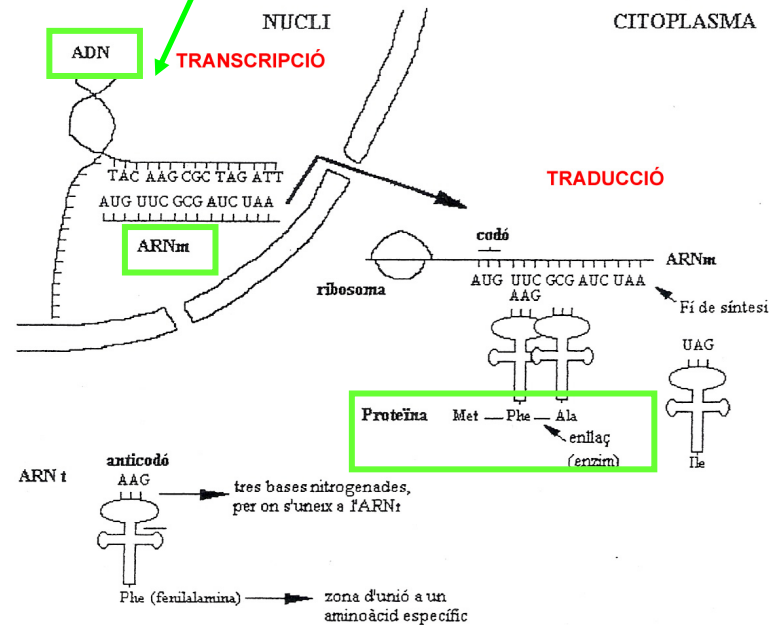 NUCLI
CITOPLASMA
ADN
TRANSCRIPCIÓ
TAC AAG CGC TAG ATT
AUG UUC GCG AUC UAA
ARNm
TRADUCCIÓ
codó
ARNm
ribosoma
AUG UUC GCG AUC UAA
AAG
Fí de síntesi
UAG
Proteïna Met Phe Ala
enllaç
(enzim)
Ile
ARN t
anticodó
AAG
tres bases nitrogenades,
per on s'uneix a l'ARNt
Phe (fenilalamina)
zona d'unió a un
aminoàcid específic